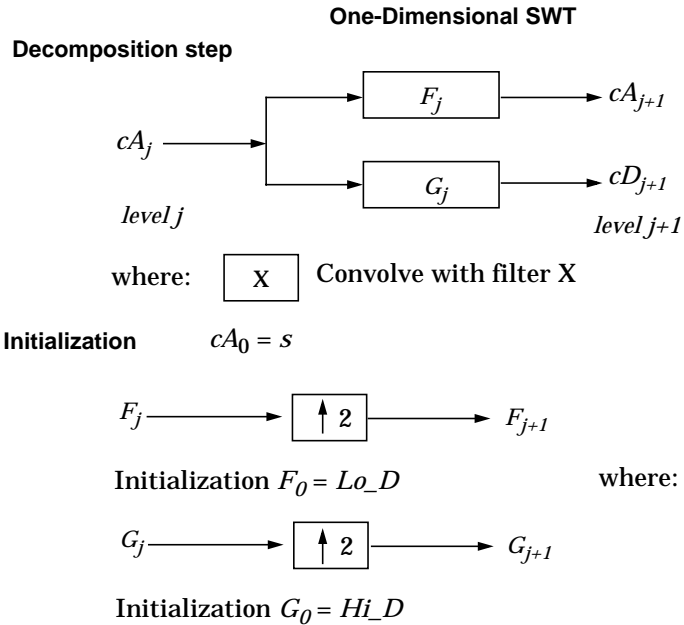 One-Dimensional SWT
Decomposition step
F_j
cA_{j+1}
cA_j
G_j
cD_{j+1}
level j
level j+1
where: X Convolve with filter X
Initialization cA_0 = s
F_j ↑ 2 F_{j+1}
Initialization F_0 = Lo_D where:
G_j ↑ 2 G_{j+1}
Initialization G_0 = Hi_D